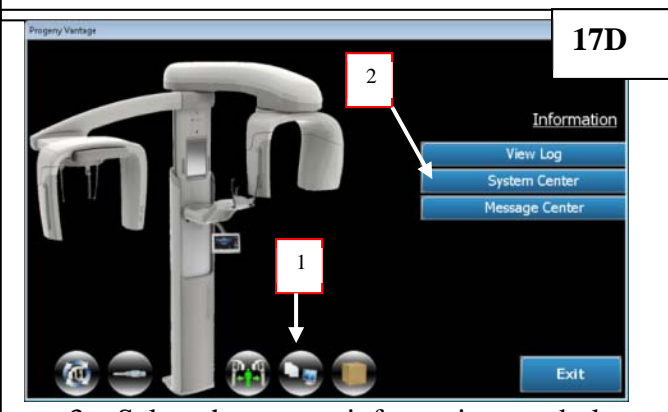 Progeny Vantage
17D
2
Information
View Log
System Center
Message Center
1
Exit